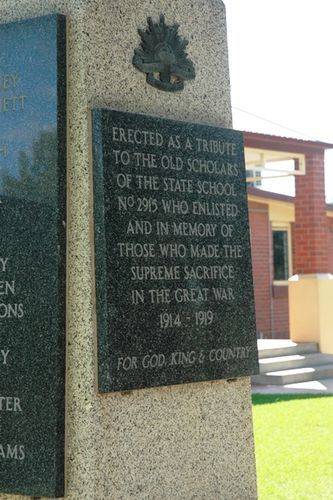 ERECTED AS A TRIBUTE
TO THE OLD SCHOLARS
OF THE STATE SCHOOL
No 2915 WHO ENLISTED
AND IN MEMORY OF
THOSE WHO MADE THE
SUPREME SACRIFICE
IN THE GREAT WAR
1914 - 1919
FOR GOD, KING & COUNTRY